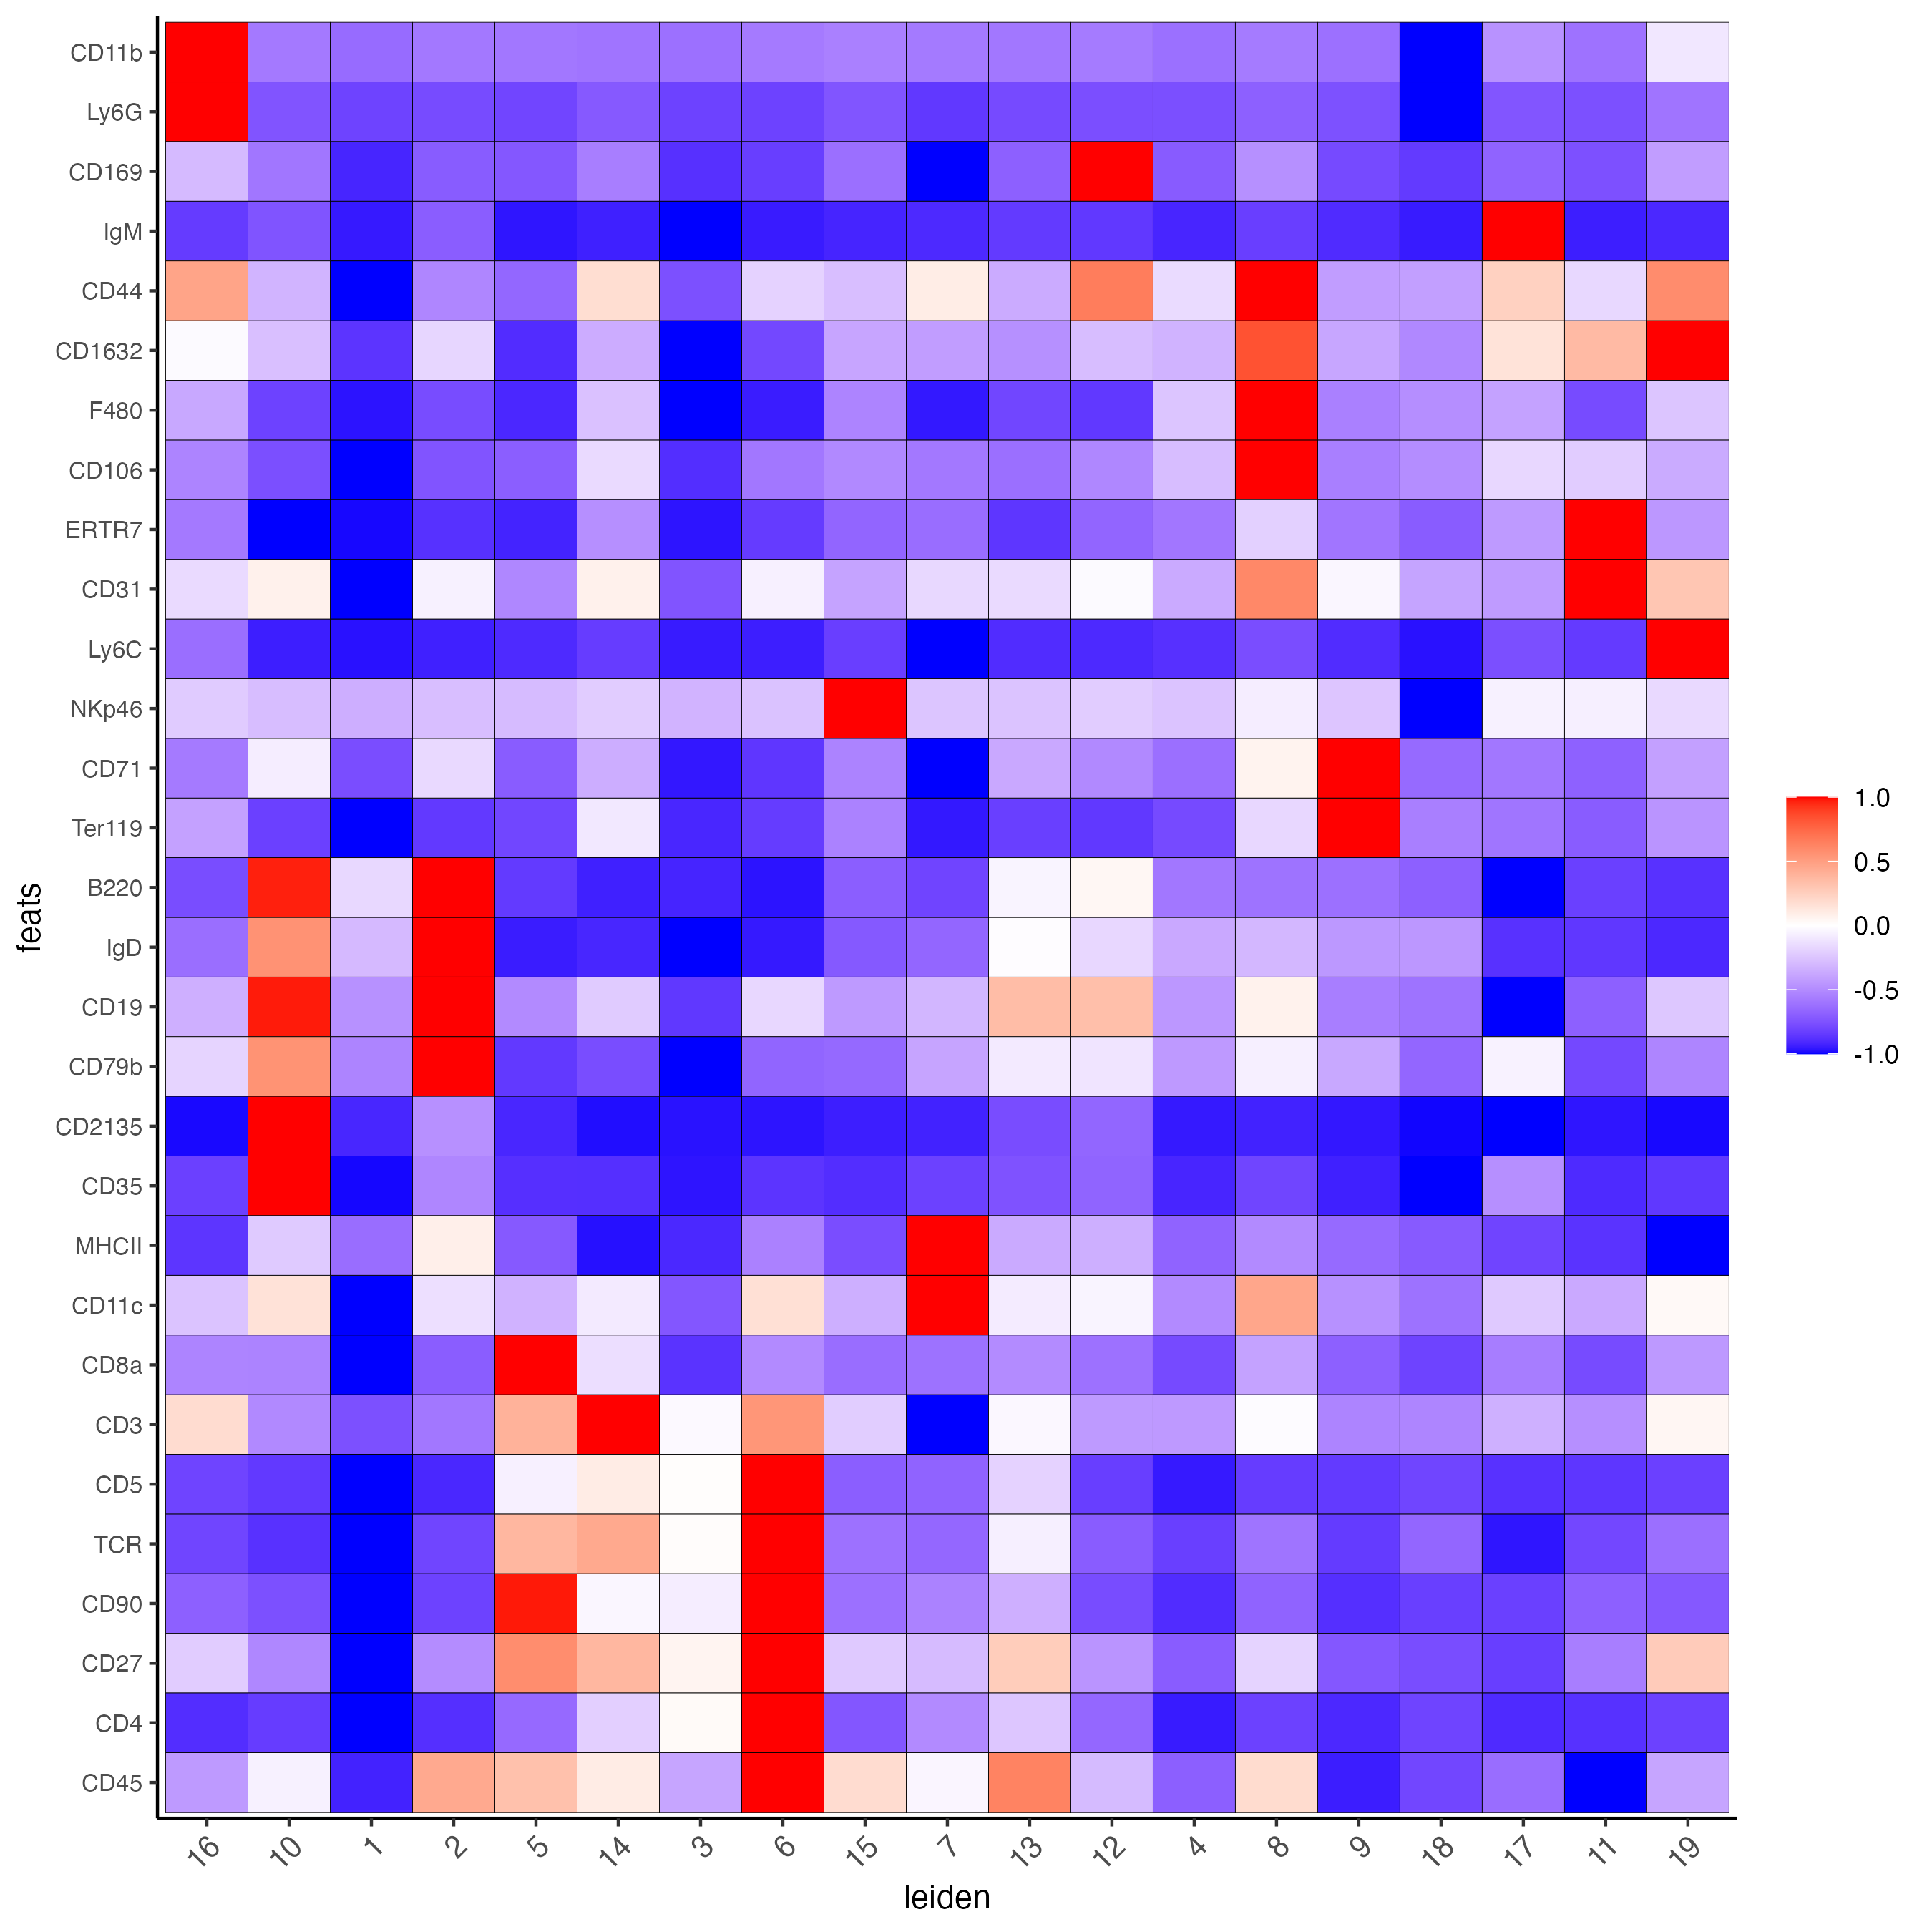 CD11b
Ly6G
CD169
IgM
CD44
CD1632
F480
CD106
ERTR7
CD31
Ly6C
NKp46
CD71
Ter119
B220
IgD
CD19
CD79b
CD2135
CD35
MHCII
CD11c
CD8a
CD3
CD5
TCR
CD90
CD27
CD4
CD45
feats
16 10 1 2 5 14 3 6 15 7 13 12 4 8 9 18 17 11 19
leiden
1.0
0.5
0.0
-0.5
-1.0